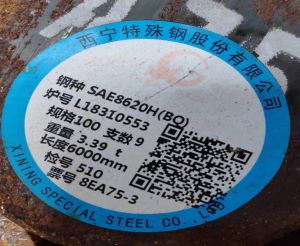 西宁特殊钢股份有限公司
钢种 SAE8620H(BQ)
炉号 L18310553
规格100 支数 9
重量 3.39 t
长度6000mm
检号 510
票号 8EA75-3
XINING SPECIAL STEEL CO.,L